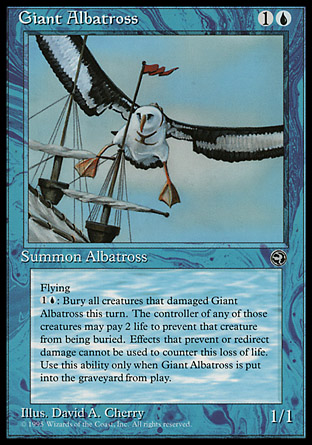 Giant Albatross 1
Summon Albatross
Flying
1: Bury all creatures that damaged Giant
Albatross this turn. The controller of any of those
creatures may pay 2 life to prevent that creature
from being buried. Effects that prevent or redirect
damage cannot be used to counter this loss of life.
Use this ability only when Giant Albatross is put
into the graveyard from play.
Illus. David A. Cherry 1/1
© 1995 Wizards of the Coast, Inc. All rights reserved.